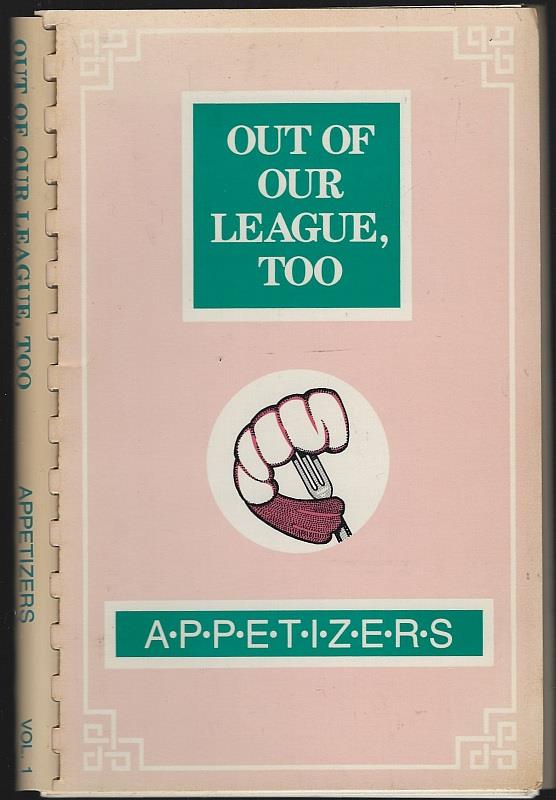 OUT OF OUR LEAGUE, TOO
APPETIZERS
VOL. 1
OUT OF
OUR
LEAGUE,
TOO
A•P•P•E•T•I•Z•E•R•S